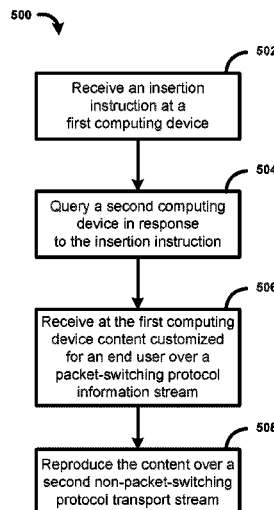 500
502
Receive an insertion
instruction at a
first computing device
504
Query a second computing
device in response
to the insertion instruction
506
Receive at the first computing
device content customized
for an end user over a
packet-switching protocol
information stream
508
Reproduce the content over a
second non-packet-switching
protocol transport stream